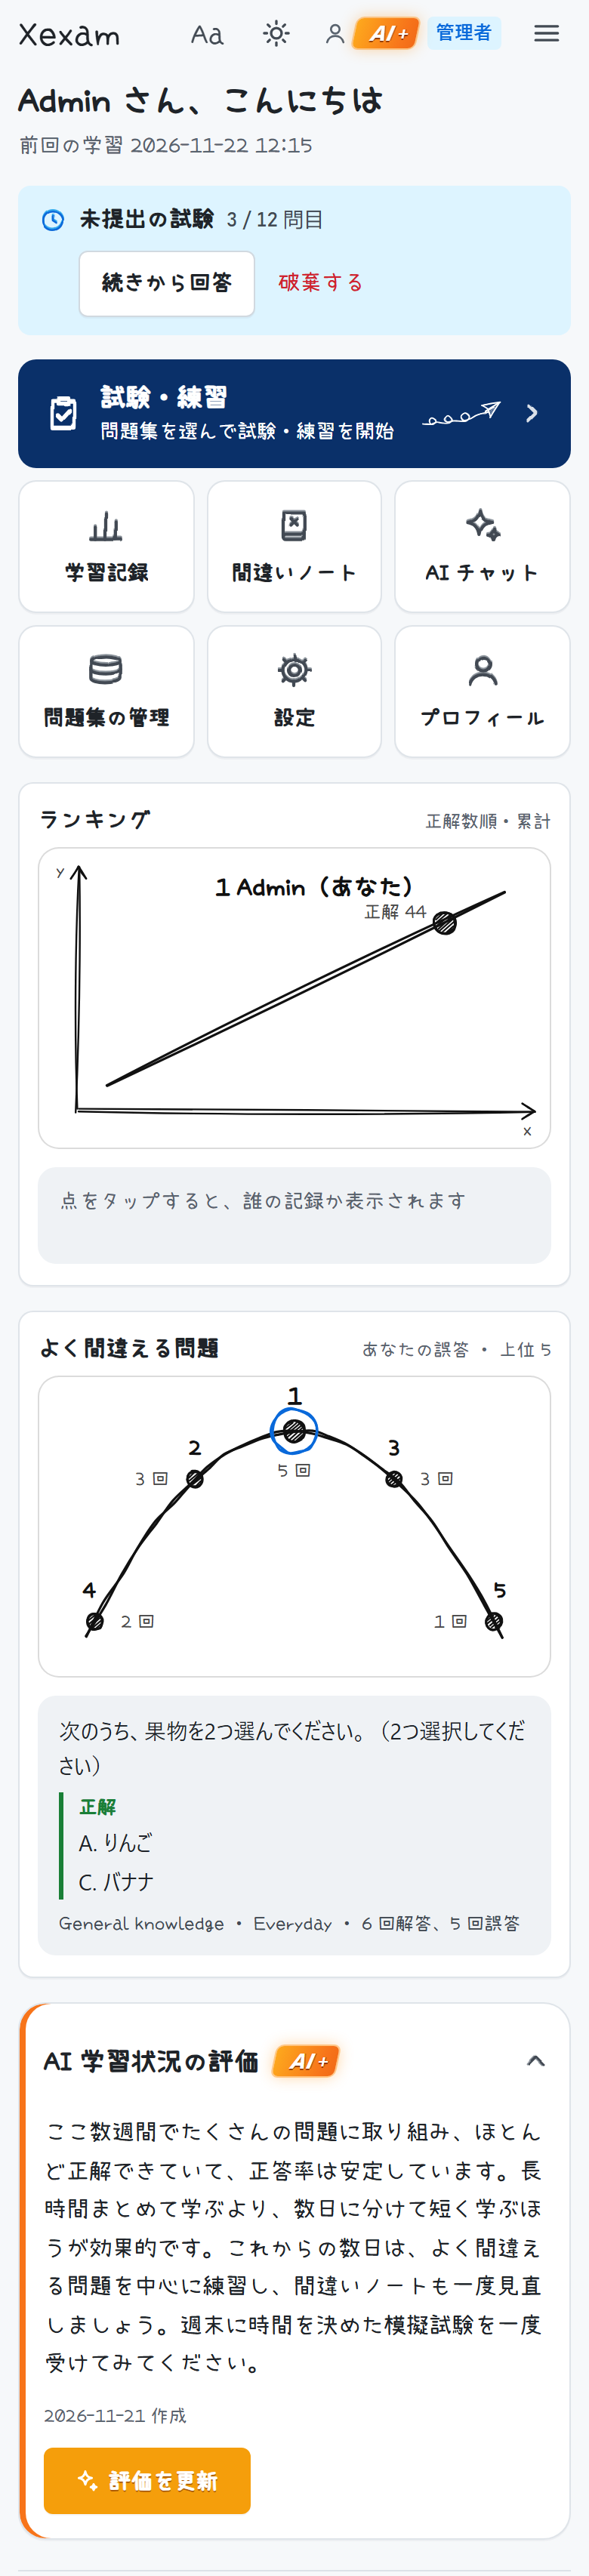 Xexam Aa AI+ 管理者
Admin さん、こんにちは
前回の学習 2026-11-22 12:15
未提出の試験 3 / 12 問目
続きから回答 破棄する
試験・練習
問題集を選んで試験・練習を開始
学習記録 間違いノート AI チャット
問題集の管理 設定 プロフィール
ランキング 正解数順・累計
y
1 Admin（あなた）
正解 44
x
点をタップすると、誰の記録か表示されます
よく間違える問題 あなたの誤答 ・ 上位 5
1
2 3
3 回 5 回 3 回
4 5
2 回 1 回
次のうち、果物を2つ選んでください。（2つ選択してくだ
さい）
正解
A. りんご
C. バナナ
General knowledge ・ Everyday ・ 6 回解答、5 回誤答
AI 学習状況の評価 AI+
ここ数週間でたくさんの問題に取り組み、ほとん
ど正解できていて、正答率は安定しています。長
時間まとめて学ぶより、数日に分けて短く学ぶほ
うが効果的です。これからの数日は、よく間違え
る問題を中心に練習し、間違いノートも一度見直
しましょう。週末に時間を決めた模擬試験を一度
受けてみてください。
2026-11-21 作成
評価を更新